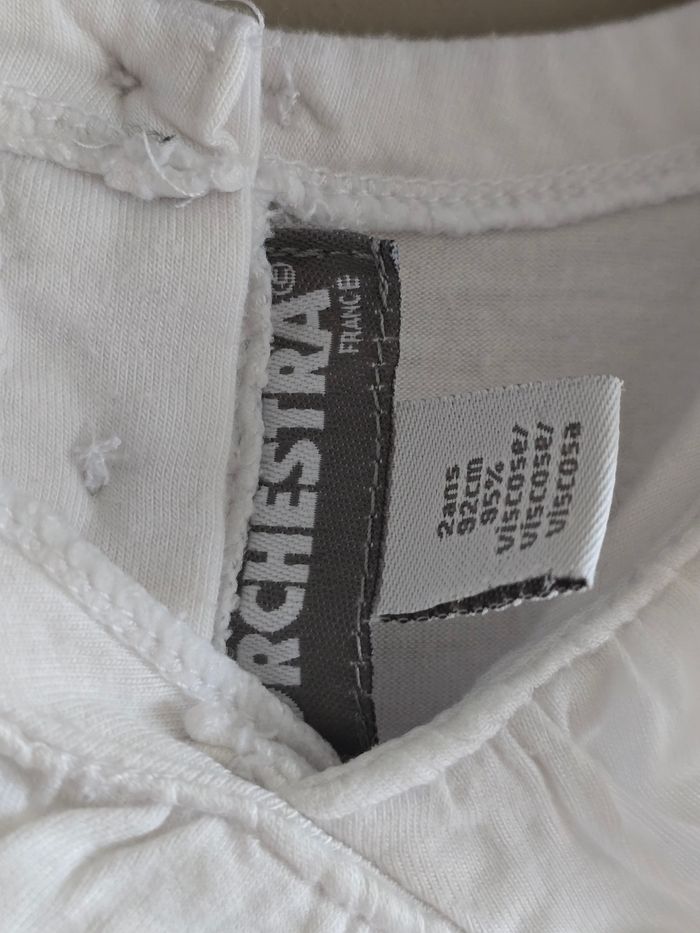 RCHESTRA®
FRANCE
2ans
92cm
95%
viscose/
viscose/
viscosa